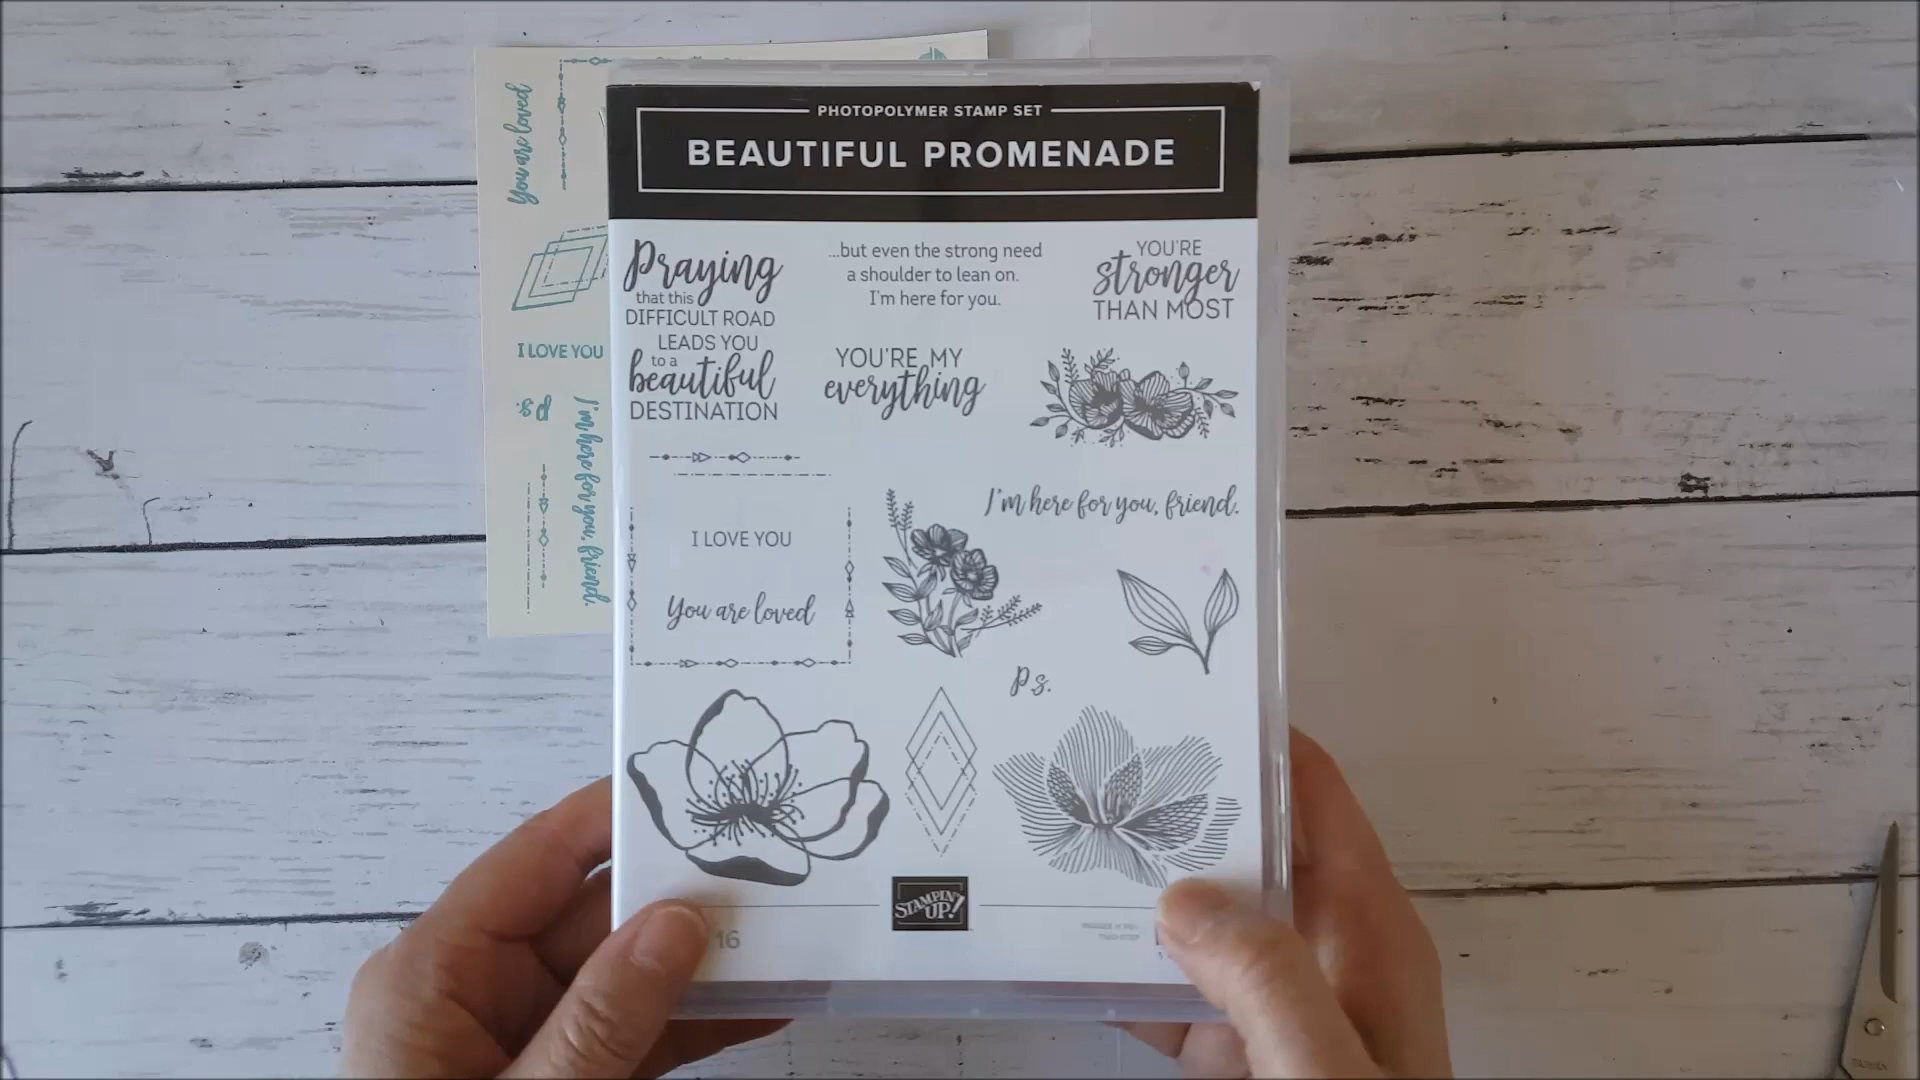 PHOTOPOLYMER STAMP SET
BEAUTIFUL PROMENADE
Praying
that this
DIFFICULT ROAD
LEADS YOU
to a
beautiful
DESTINATION
...but even the strong need
a shoulder to lean on.
I'm here for you.
YOU'RE
stronger
THAN MOST
YOU'RE MY
everything
I'm here for you, friend.
I LOVE YOU
You are loved
P.S.
STAMPIN'
UP!
16
You are loved
I LOVE YOU
P.S.
I'm here for you, friend.